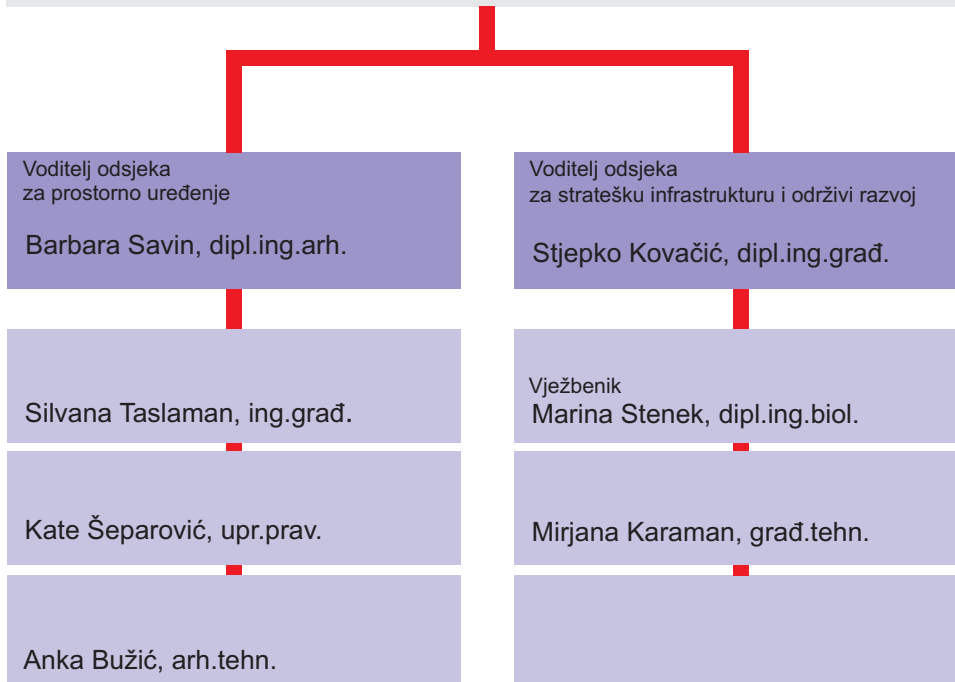 Voditelj odsjeka
za prostorno uređenje
Barbara Savin, dipl.ing.arh.
Silvana Taslaman, ing.građ.
Kate Šeparović, upr.prav.
Anka Bužić, arh.tehn.
Voditelj odsjeka
za stratešku infrastrukturu i održivi razvoj
Stjepko Kovačić, dipl.ing.građ.
Vježbenik
Marina Stenek, dipl.ing.biol.
Mirjana Karaman, građ.tehn.